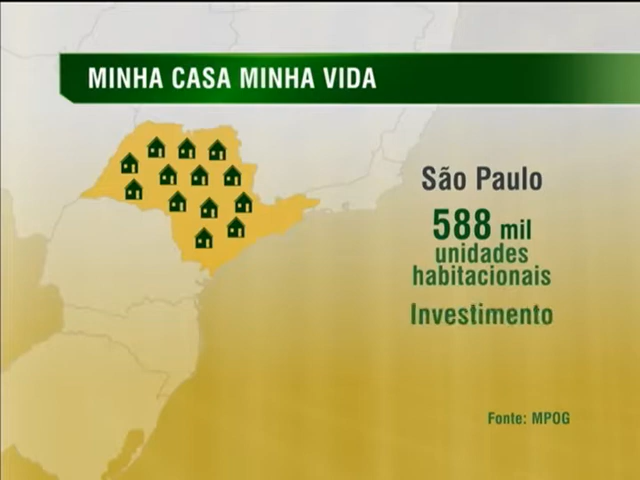 MINHA CASA MINHA VIDA
São Paulo
588 mil
unidades
habitacionais
Investimento
Fonte: MPOG